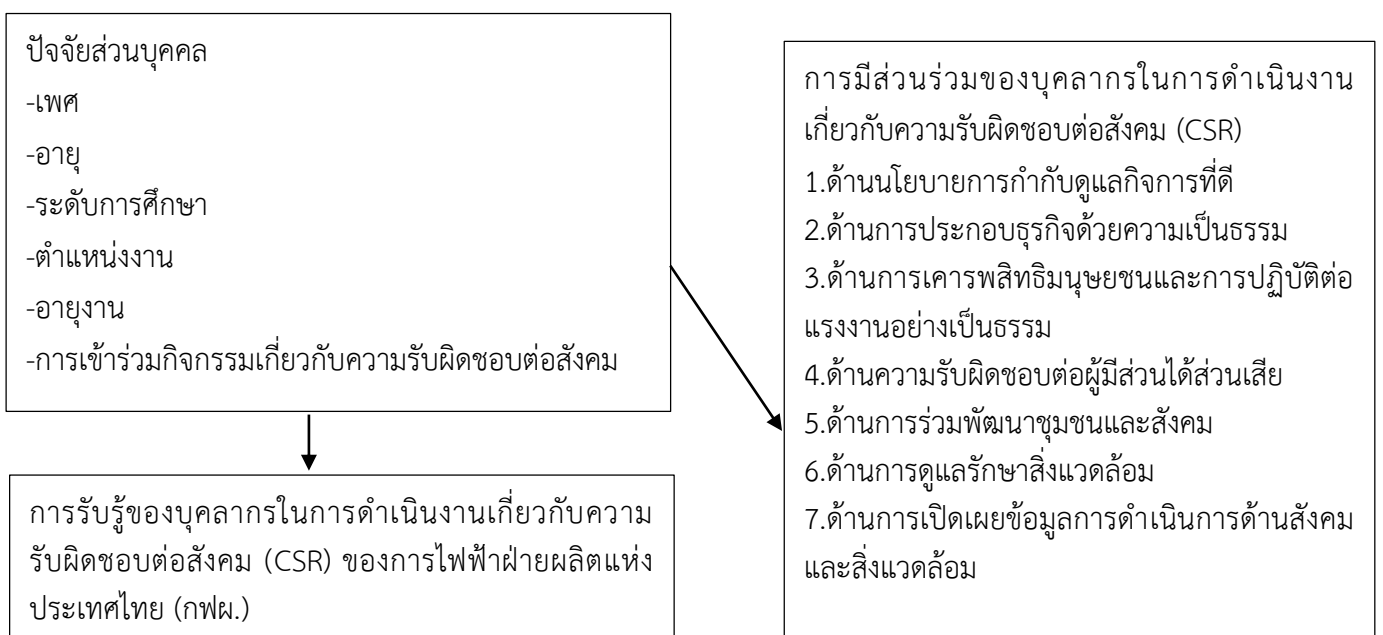 ปัจจัยส่วนบุคคล
-เพศ
-อายุ
-ระดับการศึกษา
-ตำแหน่งงาน
-อายุงาน
-การเข้าร่วมกิจกรรมเกี่ยวกับความรับผิดชอบต่อสังคม
การรับรู้ของบุคลากรในการดำเนินงานเกี่ยวกับความ
รับผิดชอบต่อสังคม (CSR) ของการไฟฟ้าฝ่ายผลิตแห่ง
ประเทศไทย (กฟผ.)
การมีส่วนร่วมของบุคลากรในการดำเนินงาน
เกี่ยวกับความรับผิดชอบต่อสังคม (CSR)
1.ด้านนโยบายการกำกับดูแลกิจการที่ดี
2.ด้านการประกอบธุรกิจด้วยความเป็นธรรม
3.ด้านการเคารพสิทธิมนุษยชนและการปฏิบัติต่อ
แรงงานอย่างเป็นธรรม
4.ด้านความรับผิดชอบต่อผู้มีส่วนได้ส่วนเสีย
5.ด้านการร่วมพัฒนาชุมชนและสังคม
6.ด้านการดูแลรักษาสิ่งแวดล้อม
7.ด้านการเปิดเผยข้อมูลการดำเนินการด้านสังคม
และสิ่งแวดล้อม